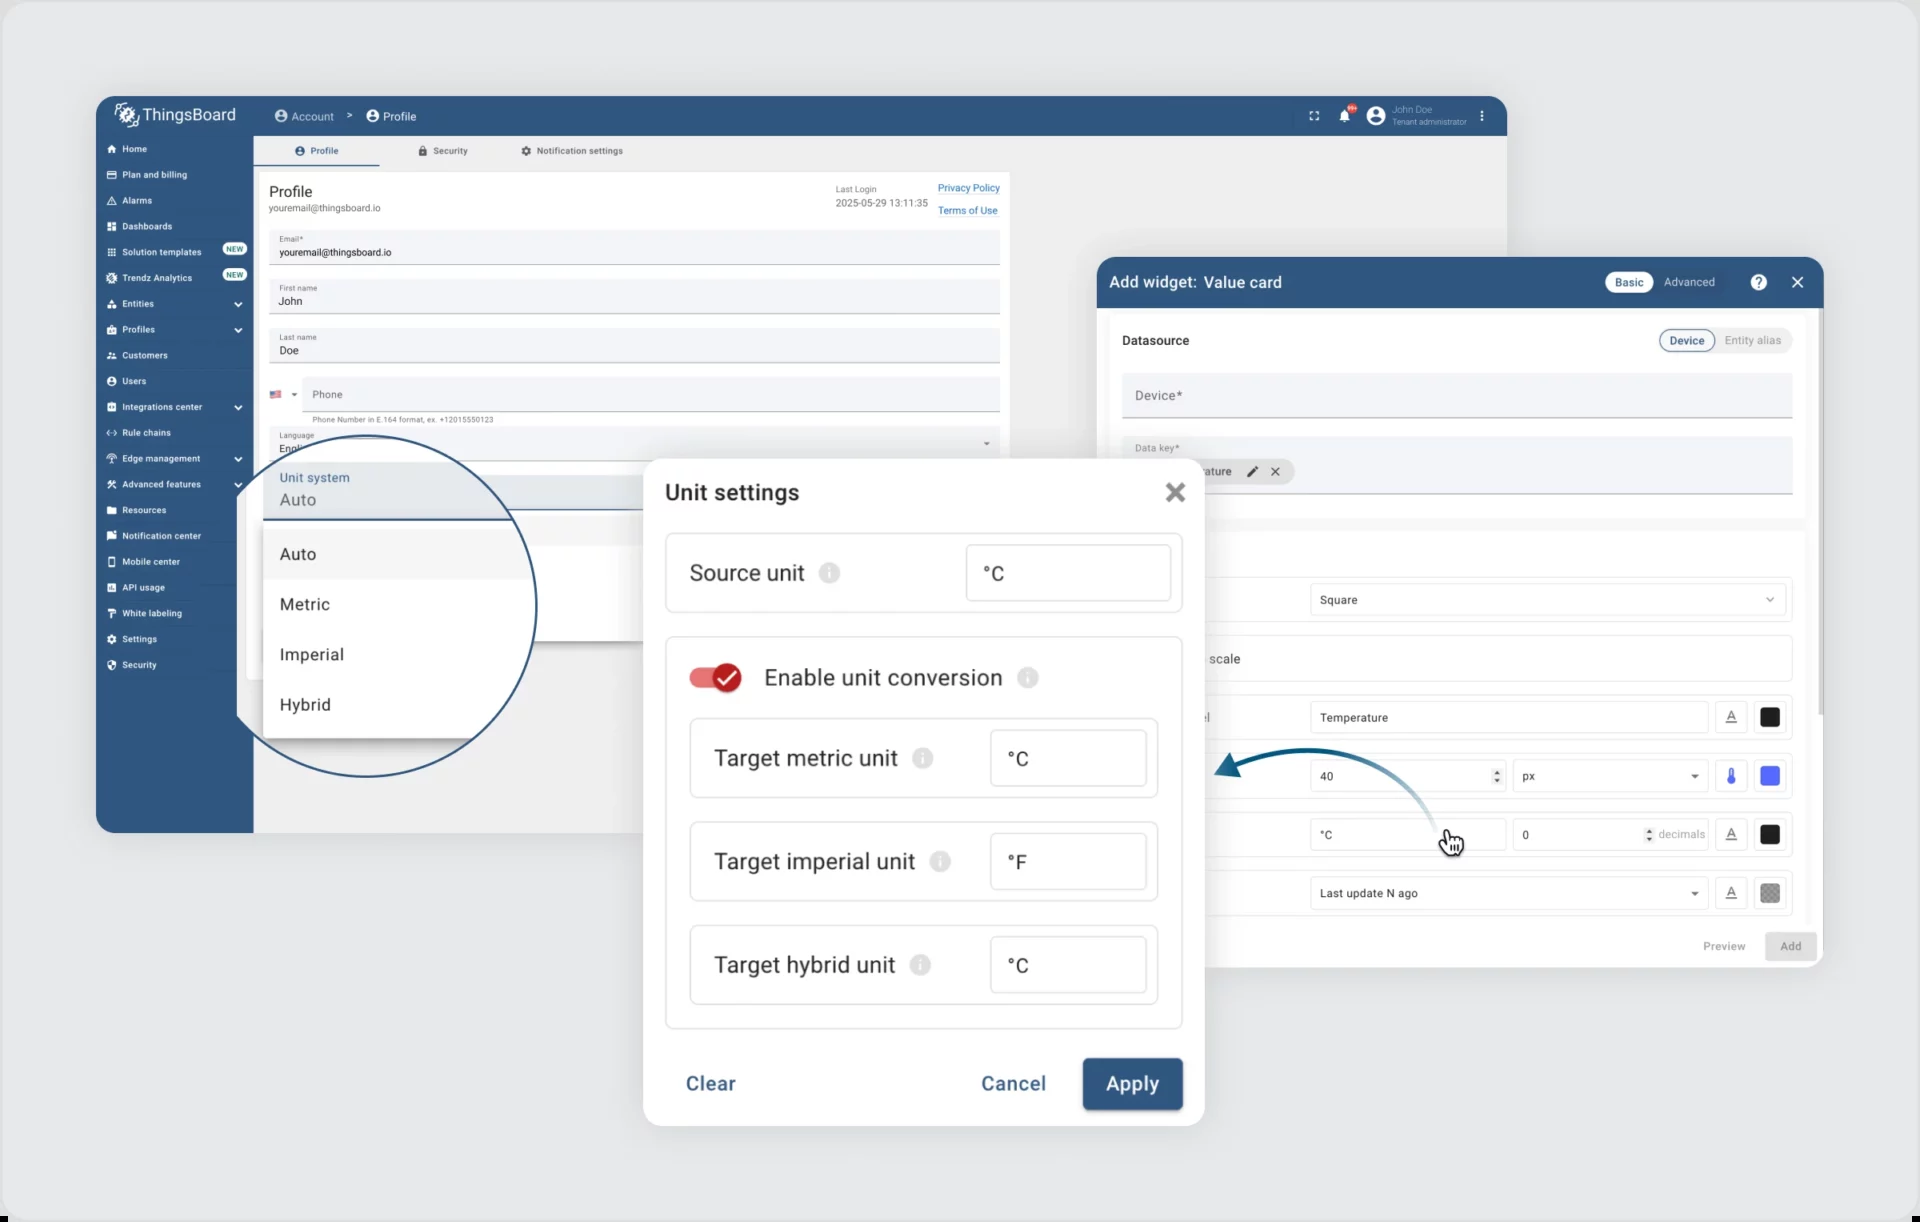 ThingsBoard
Account > Profile
99+
John Doe
Tenant administrator
Home
Plan and billing
Alarms
Dashboards
Solution templates NEW
Trendz Analytics NEW
Entities
Profiles
Customers
Users
Integrations center
Rule chains
Edge management
Advanced features
Resources
Notification center
Mobile center
API usage
White labeling
Settings
Security
Profile
Security
Notification settings
Profile
youremail@thingsboard.io
Last Login
2025-05-29 13:11:35
Privacy Policy
Terms of Use
Email*
youremail@thingsboard.io
First name
John
Last name
Doe
Phone
Phone Number in E.164 format, ex. +12015550123
Language
Engli
Unit system
Auto
Auto
Metric
Imperial
Hybrid
Unit settings
Source unit °C
Enable unit conversion
Target metric unit °C
Target imperial unit °F
Target hybrid unit °C
Clear Cancel Apply
Add widget: Value card
Basic Advanced
Datasource
Device Entity alias
Device*
Data key*
rature
Square
scale
Temperature
40 px
°C 0 decimals
Last update N ago
Preview Add